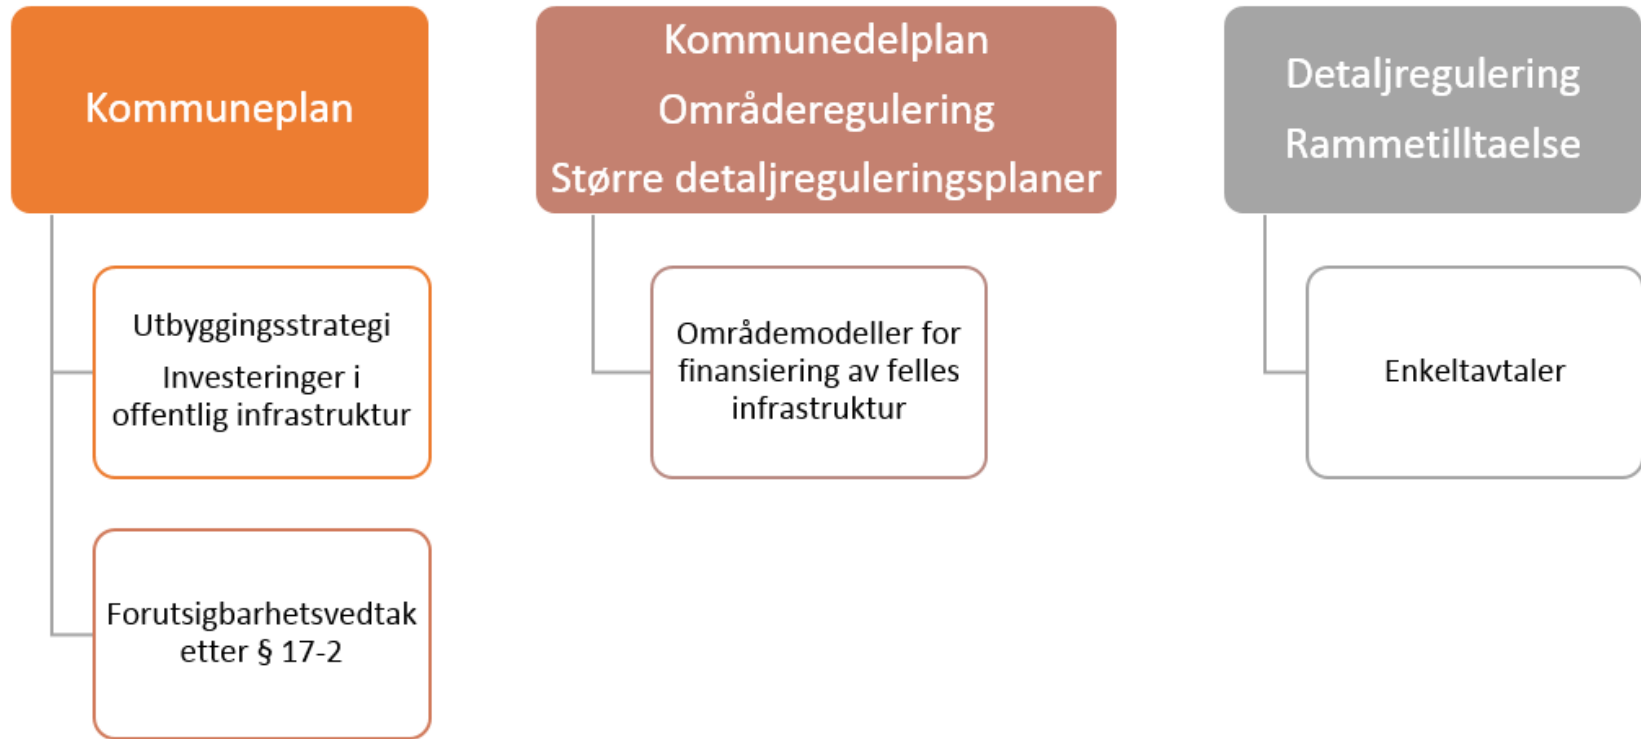 Kommuneplan
Utbyggingsstrategi
Investeringer i
offentlig infrastruktur
Forutsigbarhetsvedtak
etter § 17-2
Kommunedelplan
Områderegulering
Større detaljreguleringsplaner
Områdemodeller for
finansiering av felles
infrastruktur
Detaljregulering
Rammetilltaelse
Enkeltavtaler